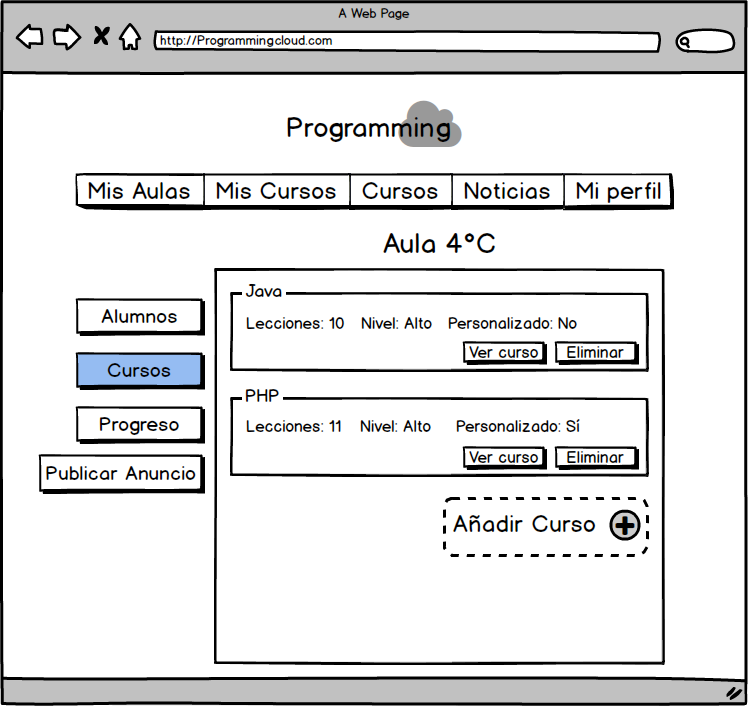 A Web Page
http://Programmingcloud.com
Programming
Mis Aulas Mis Cursos Cursos Noticias Mi perfil
Aula 4°C
Java
Lecciones: 10 Nivel: Alto Personalizado: No
Ver curso Eliminar
PHP
Lecciones: 11 Nivel: Alto Personalizado: Sí
Ver curso Eliminar
Añadir Curso
Alumnos
Cursos
Progreso
Publicar Anuncio